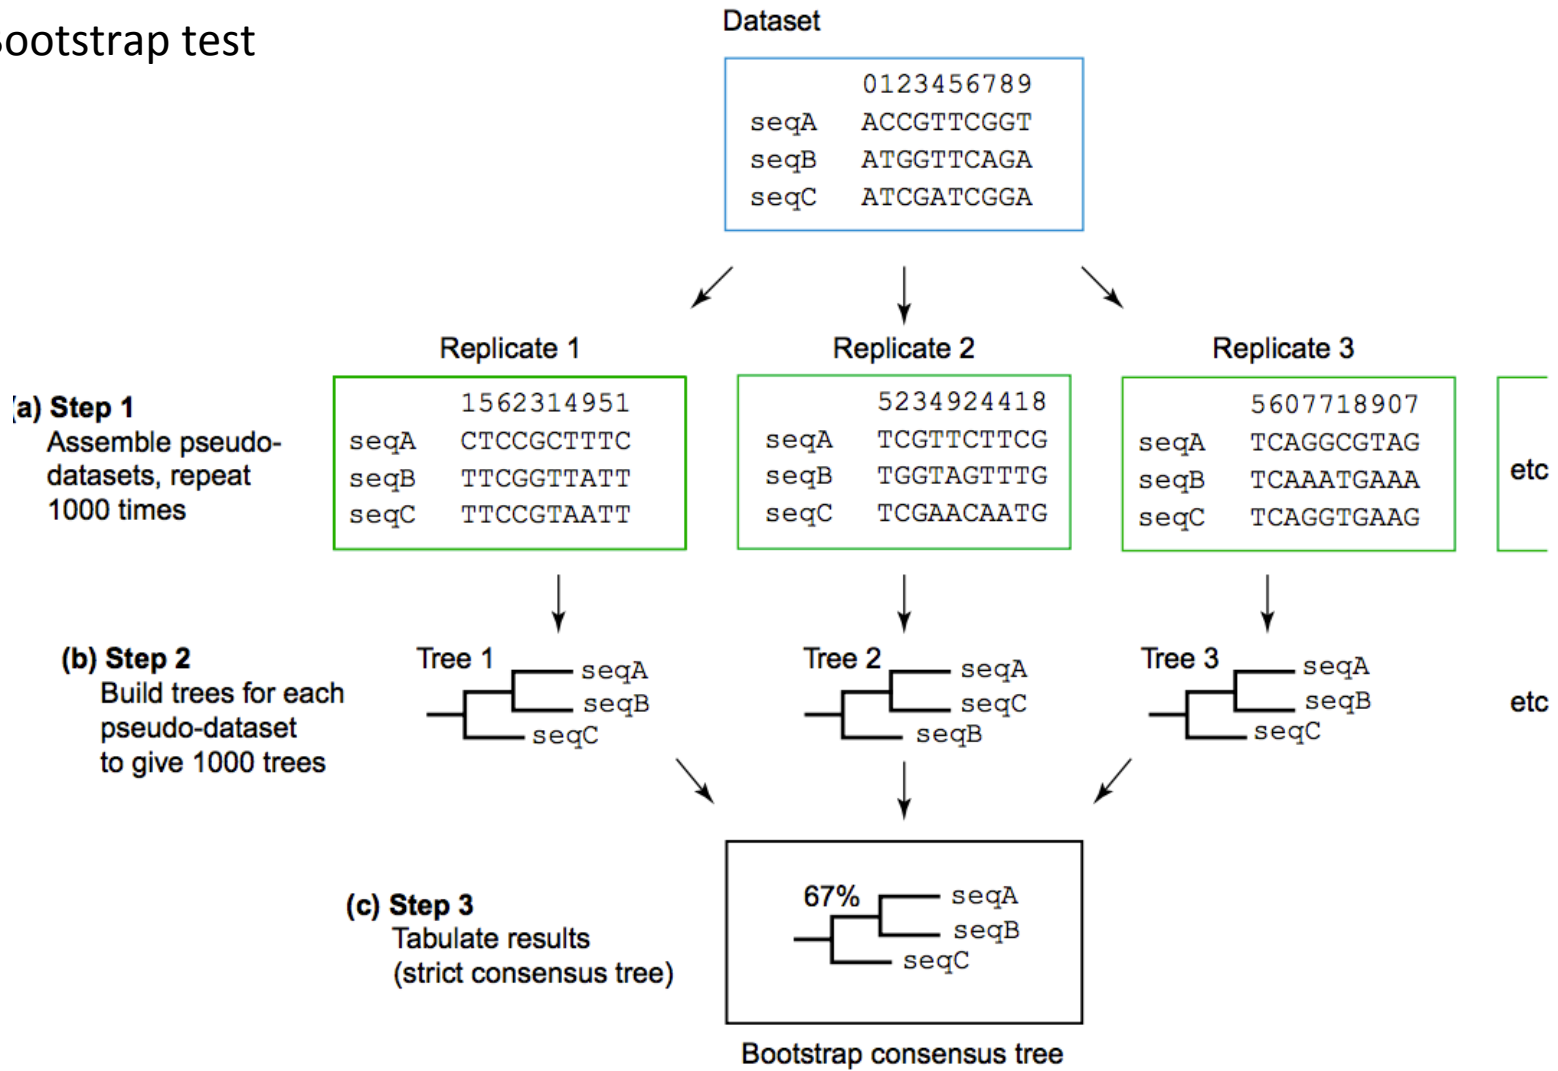 ootstrap test
Dataset
0123456789
seqA ACCGTTCGGT
seqB ATGGTTCAGA
seqC ATCGATCGGA
Replicate 1
Replicate 2
Replicate 3
(a) Step 1
Assemble pseudo-
datasets, repeat
1000 times
1562314951
seqA CTCCGCTTTC
seqB TTCGGTTATT
seqC TTCCGTAATT
5234924418
seqA TCGTTCTTCG
seqB TGGTAGTTTG
seqC TCGAACAATG
5607718907
seqA TCAGGCGTAG
seqB TCAAATGAAA
seqC TCAGGTGAAG
etc
(b) Step 2
Build trees for each
pseudo-dataset
to give 1000 trees
Tree 1
seqA
seqB
seqC
Tree 2
seqA
seqC
seqB
Tree 3
seqA
seqB
seqC
etc
(c) Step 3
Tabulate results
(strict consensus tree)
67%
seqA
seqB
seqC
Bootstrap consensus tree